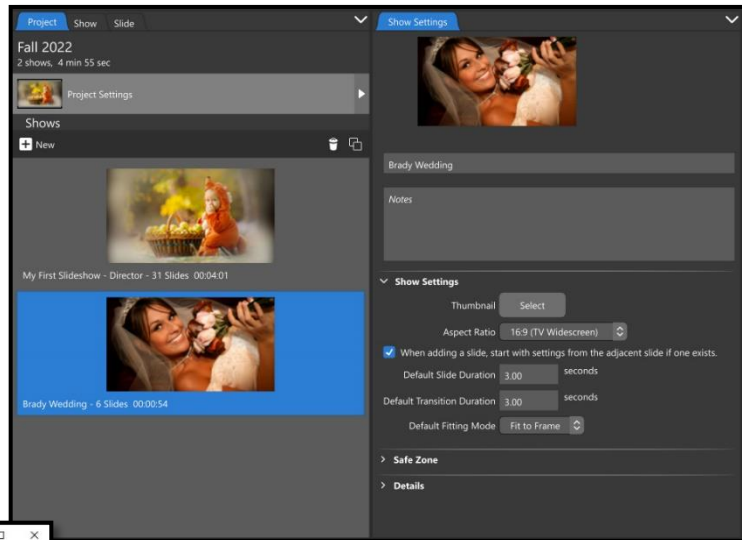 Project Show Slide
Fall 2022
2 shows, 4 min 55 sec
Project Settings
Shows
New
My First Slideshow - Director - 31 Slides 00:04:01
Brady Wedding - 6 Slides 00:00:54
Show Settings
Brady Wedding
Notes
Show Settings
Thumbnail Select
Aspect Ratio 16:9 (TV Widescreen)
When adding a slide, start with settings from the adjacent slide if one exists.
Default Slide Duration 3.00 seconds
Default Transition Duration 3.00 seconds
Default Fitting Mode Fit to Frame
Safe Zone
Details